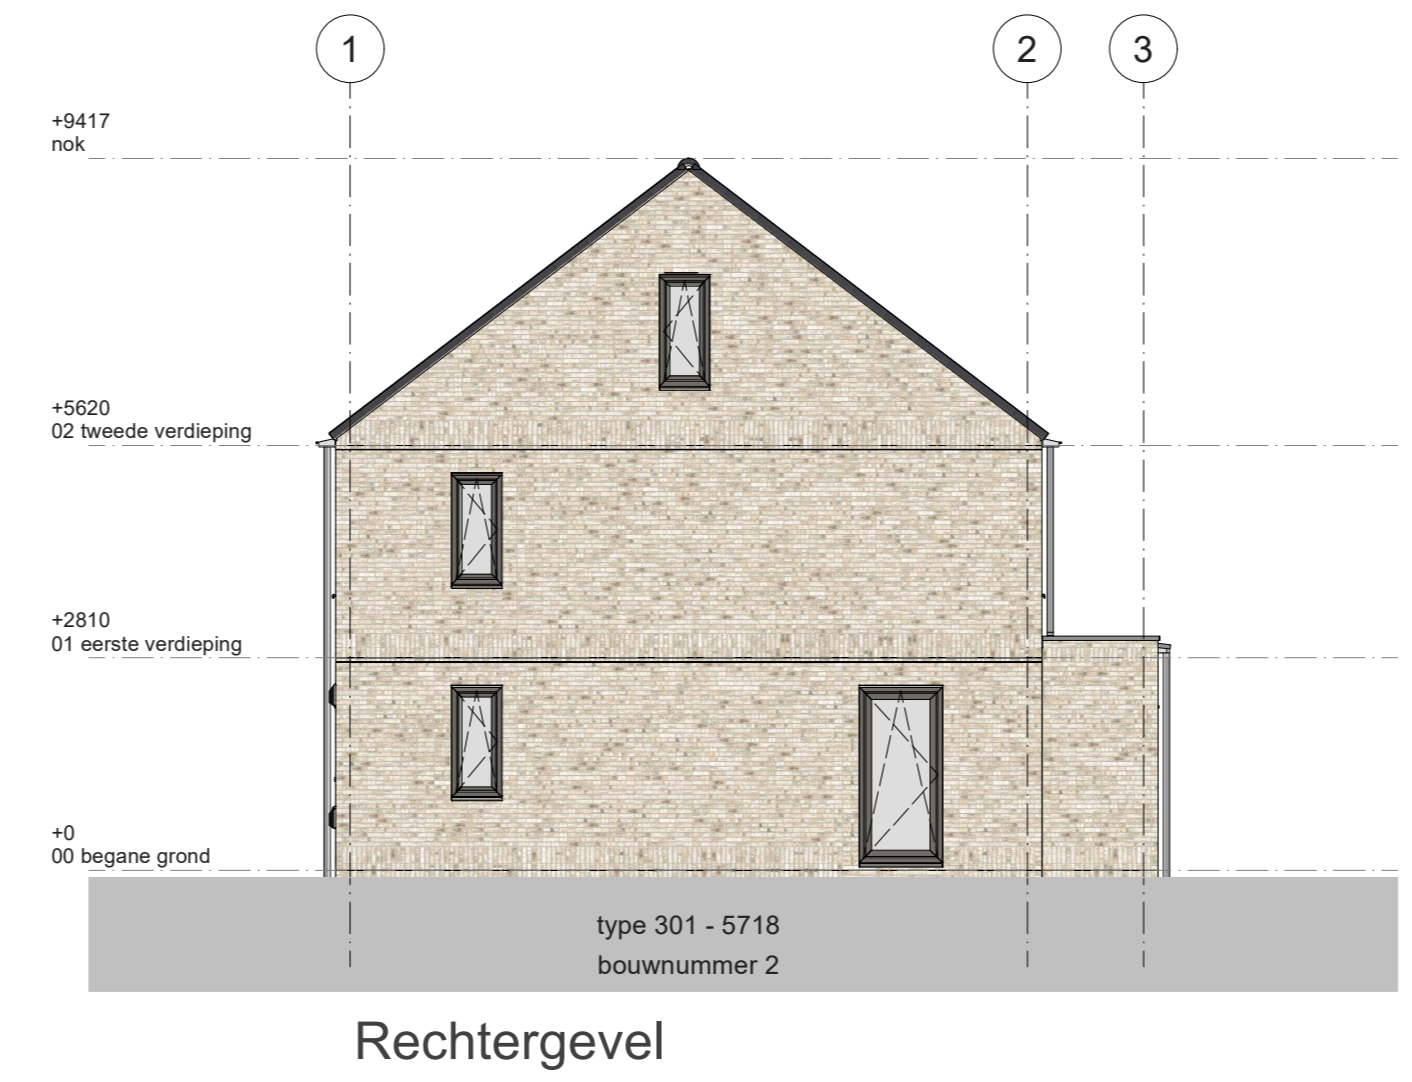 1
2
3
+9417
nok
+5620
02 tweede verdieping
+2810
01 eerste verdieping
+0
00 begane grond
type 301 - 5718
bouwnummer 2
Rechtergevel